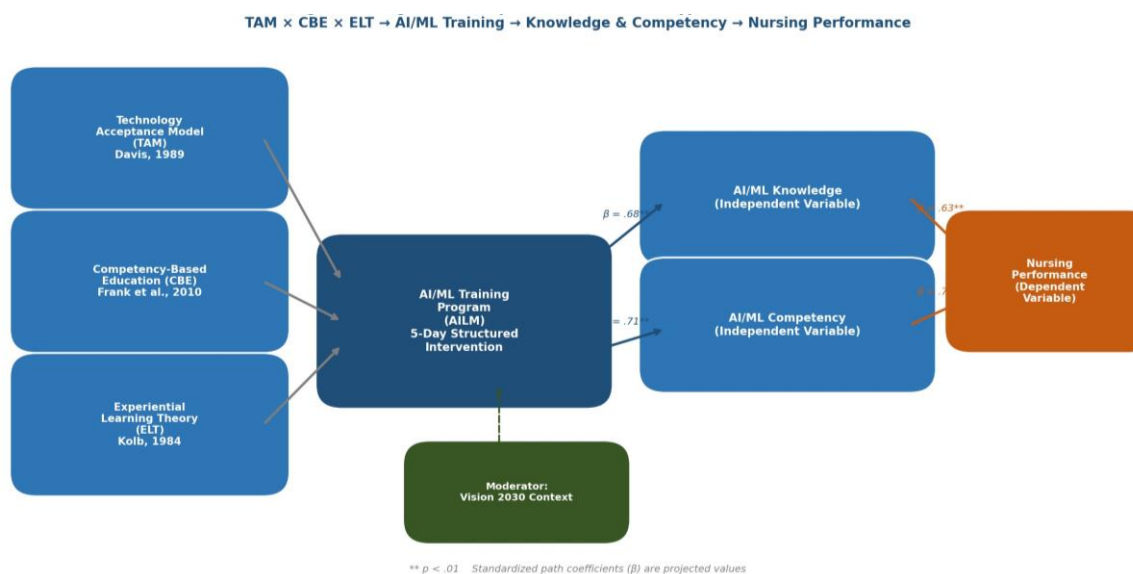 TAM × CBE × ELT → AI/ML Training → Knowledge & Competency → Nursing Performance
Technology
Acceptance Model
(TAM)
Davis, 1989
Competency-Based
Education (CBE)
Frank et al., 2010
Experiential
Learning Theory
(ELT)
Kolb, 1984
AI/ML Training
Program
(AILM)
5-Day Structured
Intervention
Moderator:
Vision 2030 Context
β = .68**
= .71**
AI/ML Knowledge
(Independent Variable)
AI/ML Competency
(Independent Variable)
.63**
Nursing
Performance
(Dependent
Variable)
** p < .01    Standardized path coefficients (β) are projected values